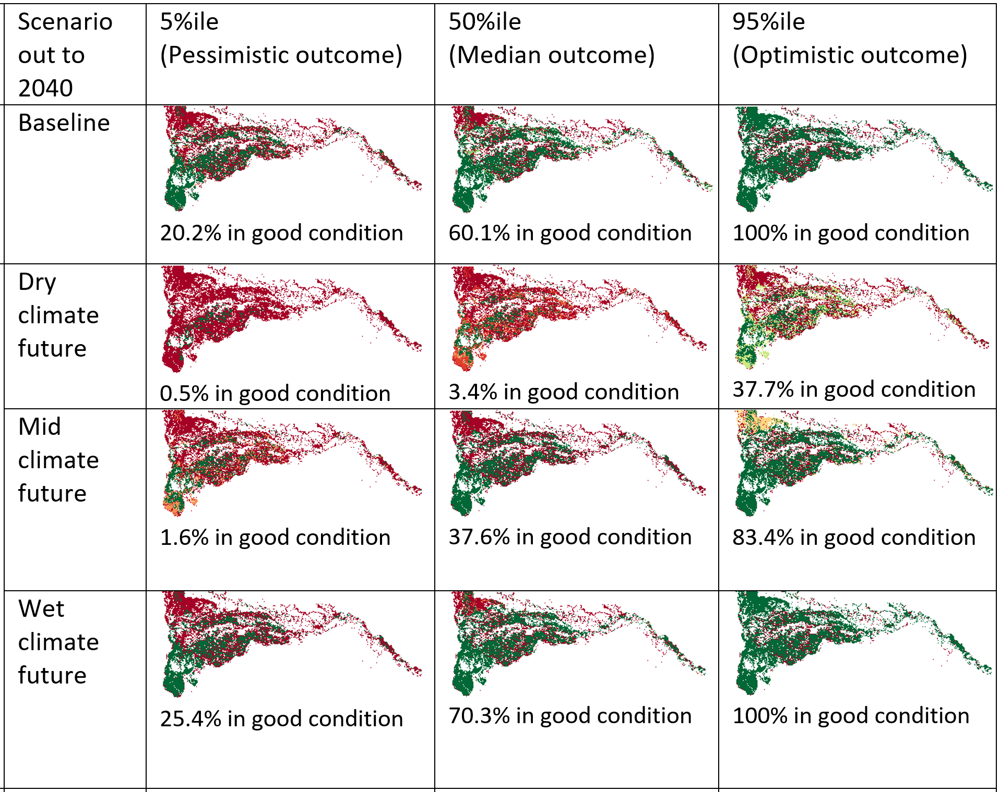 Scenario
out to
2040
5%ile
(Pessimistic outcome)
50%ile
(Median outcome)
95%ile
(Optimistic outcome)
Baseline
20.2% in good condition
60.1% in good condition
100% in good condition
Dry
climate
future
0.5% in good condition
3.4% in good condition
37.7% in good condition
Mid
climate
future
1.6% in good condition
37.6% in good condition
83.4% in good condition
Wet
climate
future
25.4% in good condition
70.3% in good condition
100% in good condition